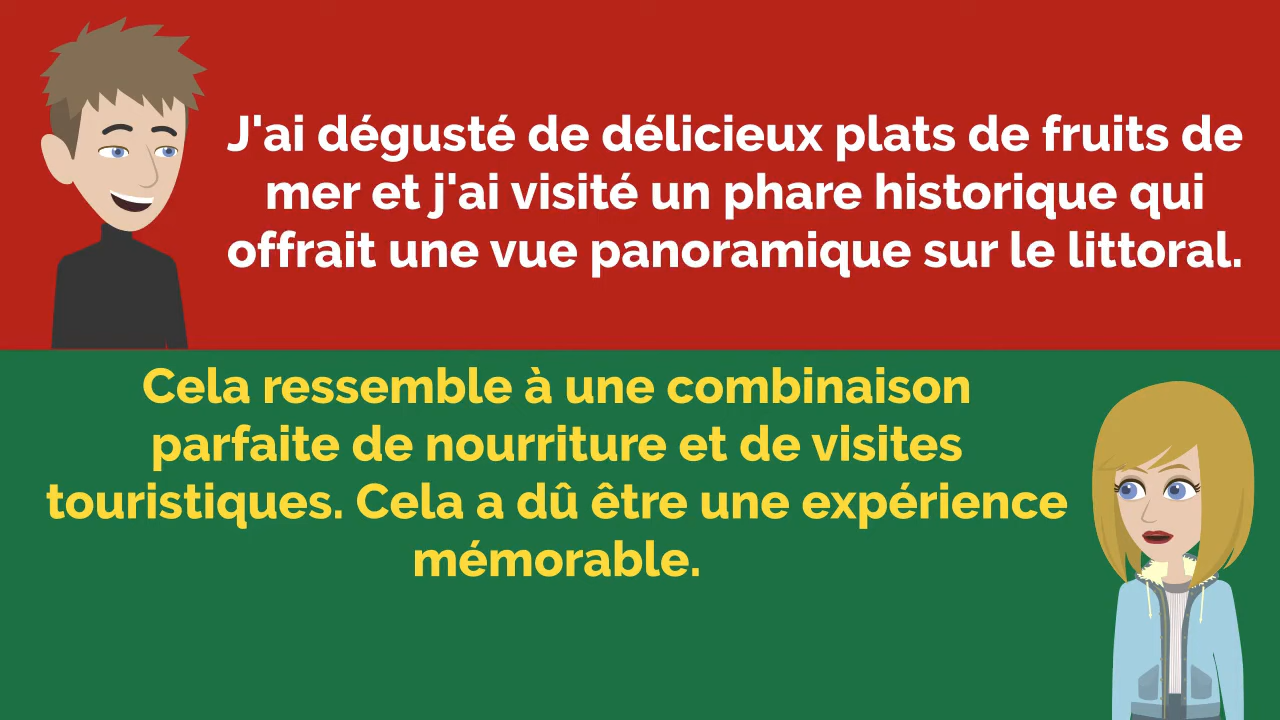 J'ai dégusté de délicieux plats de fruits de
mer et j'ai visité un phare historique qui
offrait une vue panoramique sur le littoral.
Cela ressemble à une combinaison
parfaite de nourriture et de visites
touristiques. Cela a dû être une expérience
mémorable.